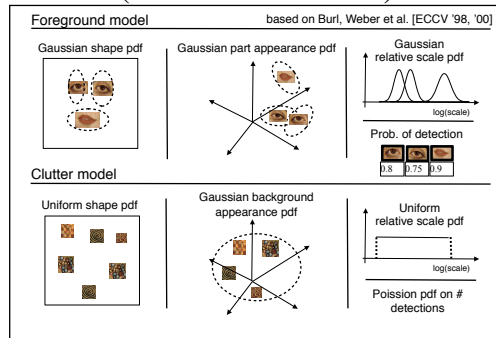 Foreground model
based on Burl, Weber et al. [ECCV '98, '00]
Gaussian shape pdf
Gaussian part appearance pdf
Gaussian
relative scale pdf
log(scale)
Prob. of detection
0.8 0.75 0.9
Clutter model
Uniform shape pdf
Gaussian background
appearance pdf
Uniform
relative scale pdf
log(scale)
Poission pdf on #
detections